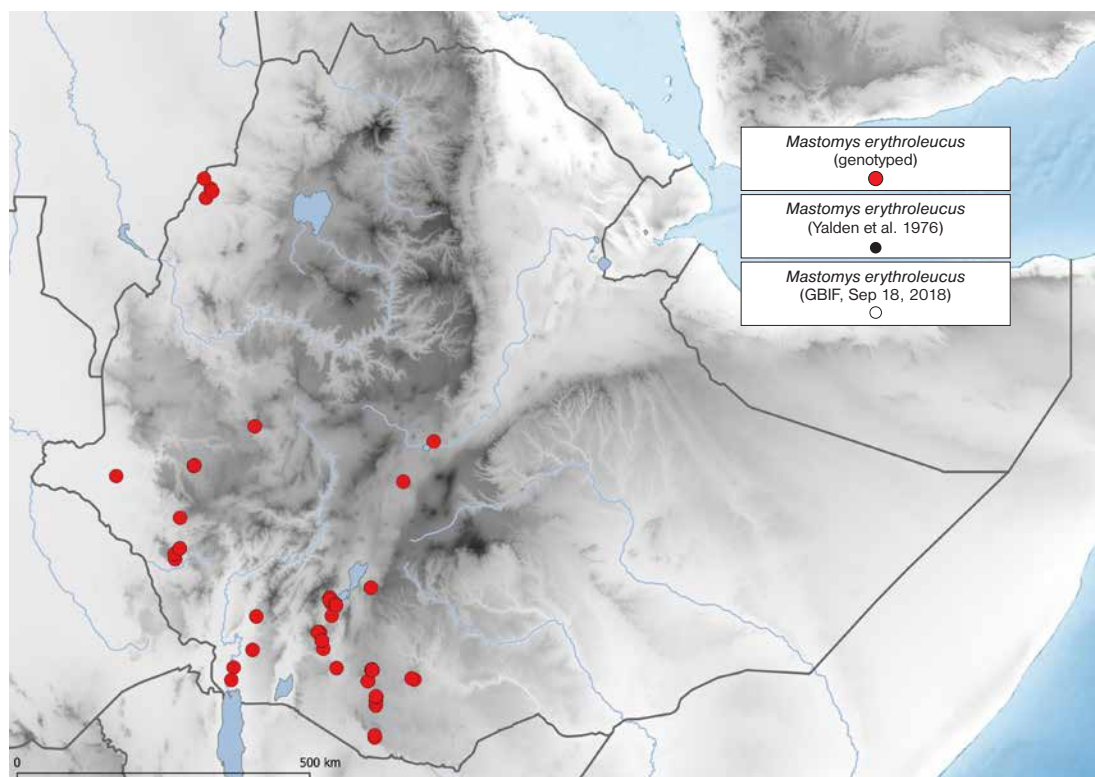 Mastomys erythroleucus
(genotyped)
Mastomys erythroleucus
(Yalden et al. 1976)
Mastomys erythroleucus
(GBIF, Sep 18, 2018)
0
500 km